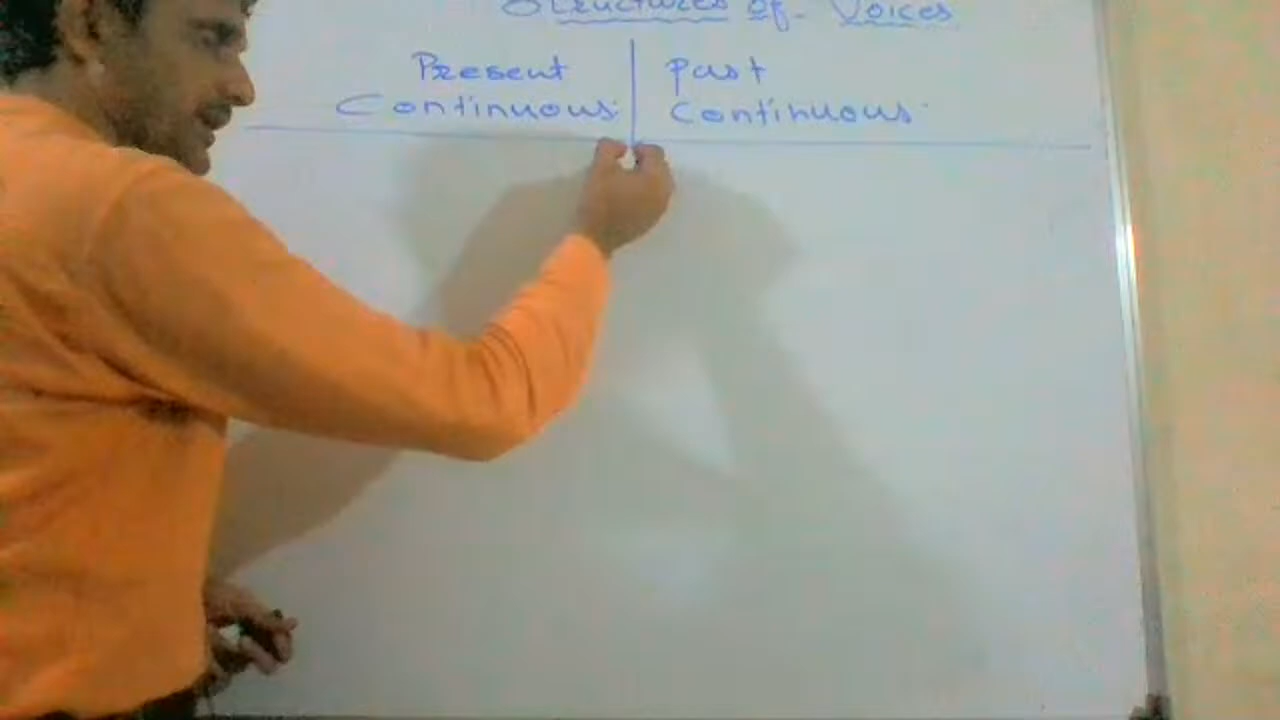 Structures of Voices
Present
Continuous
Past
Continuous